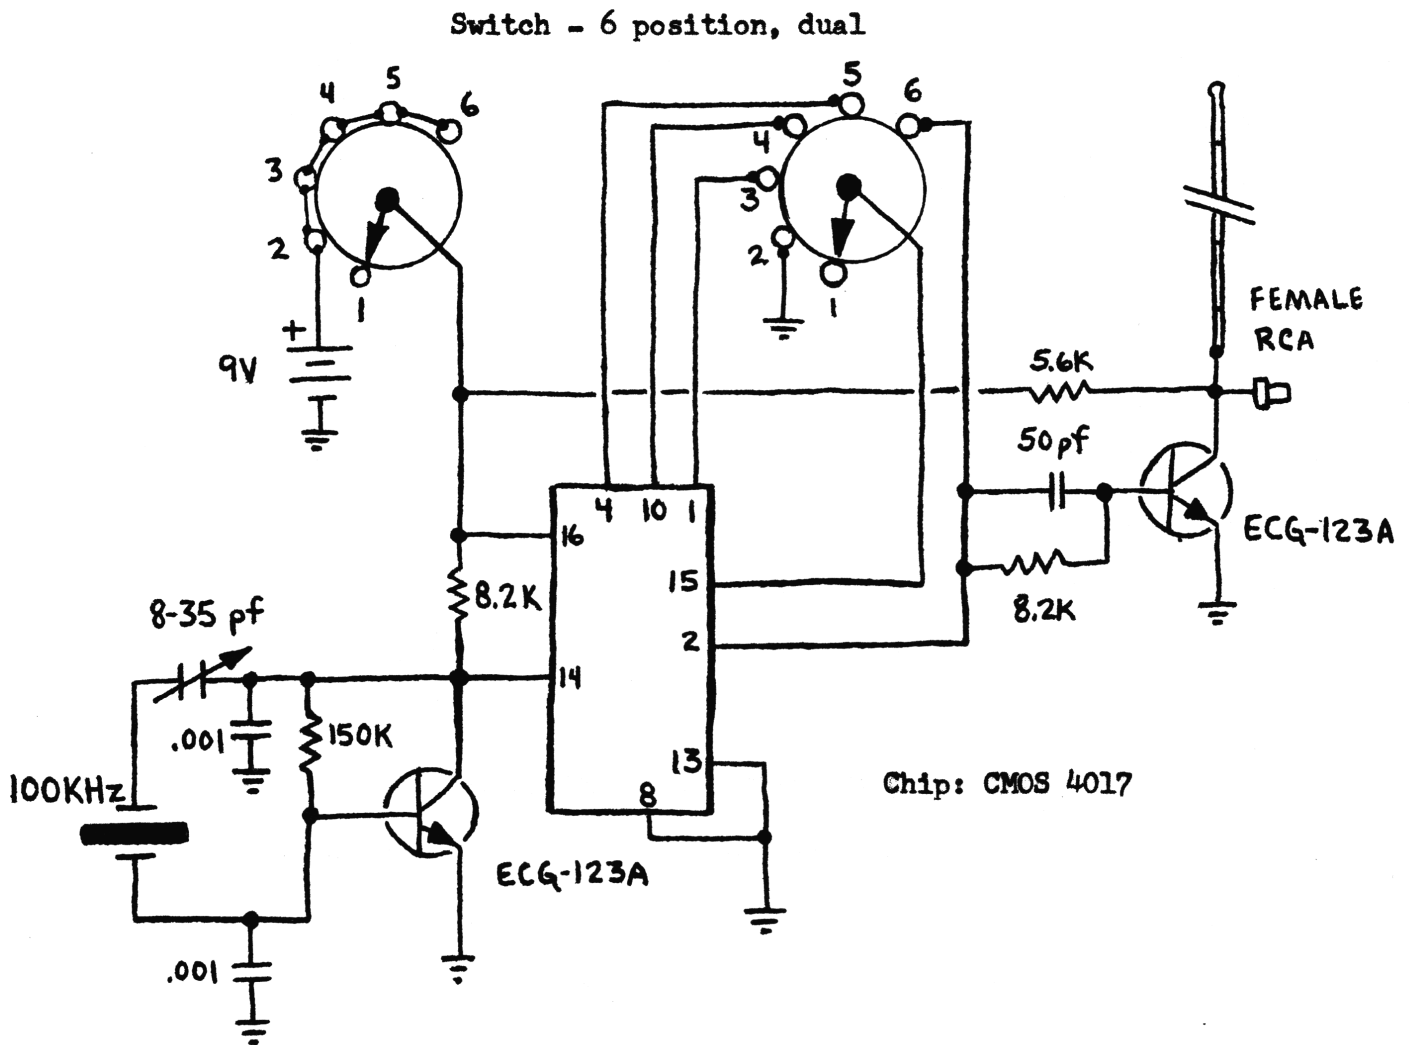 Switch - 6 position, dual
5
4
6
3
2
1
+
9V
5
6
4
3
2
1
FEMALE
RCA
5.6K
50pf
ECG-123A
8.2K
4 10 1
16
15
2
14
13
8
8.2K
8-35 pf
.001
150K
100KHz
ECG-123A
.001
Chip: CMOS 4017